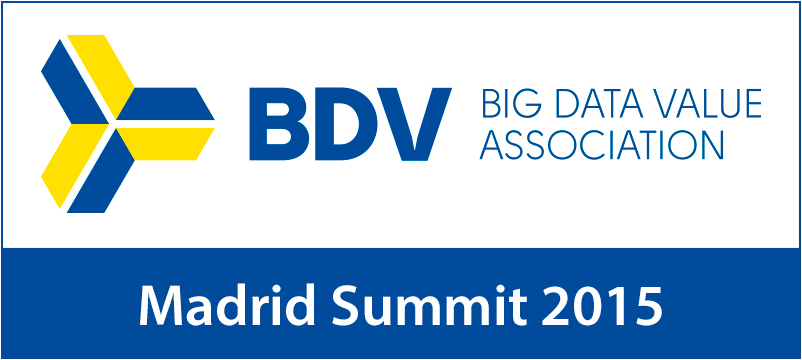 BDV
BIG DATA VALUE
ASSOCIATION
Madrid Summit 2015